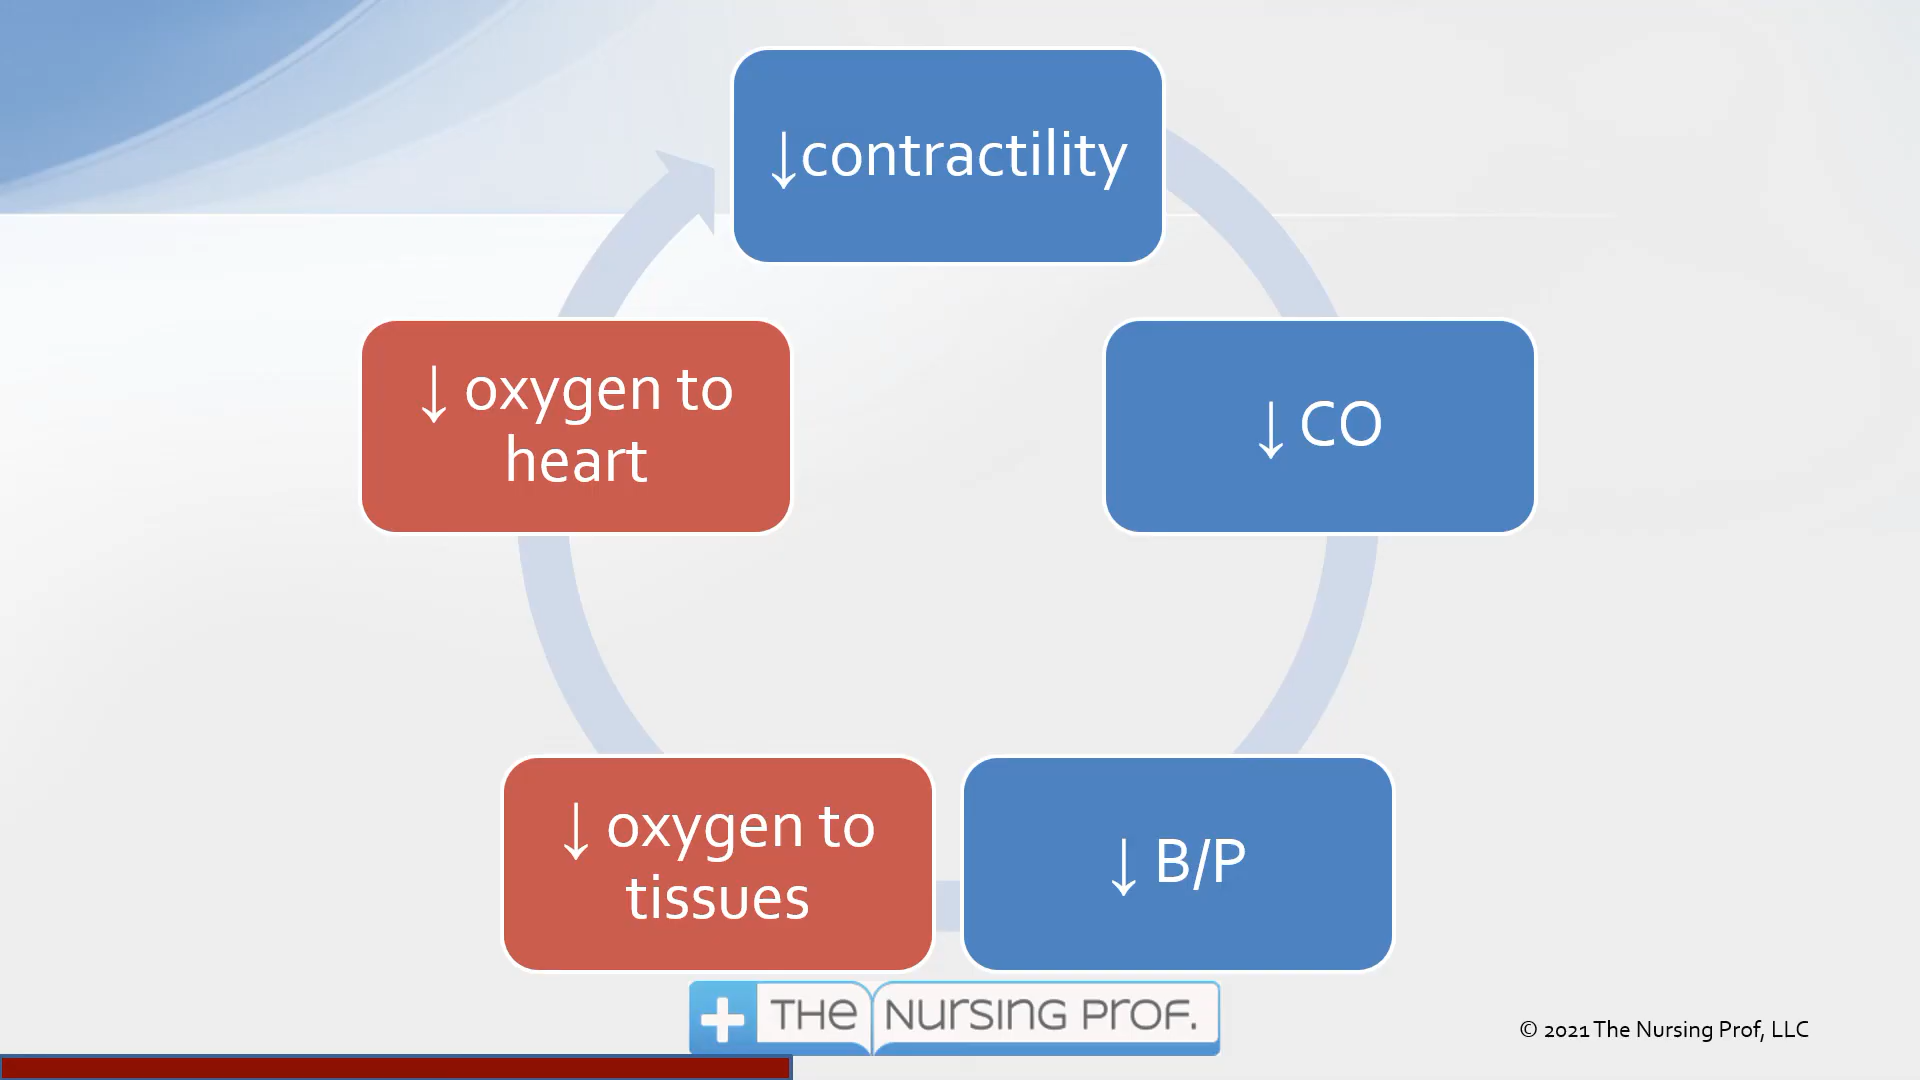 ↓contractility
↓ CO
↓ B/P
↓ oxygen to
tissues
↓ oxygen to
heart
THE NURSING PROF.
© 2021 The Nursing Prof, LLC